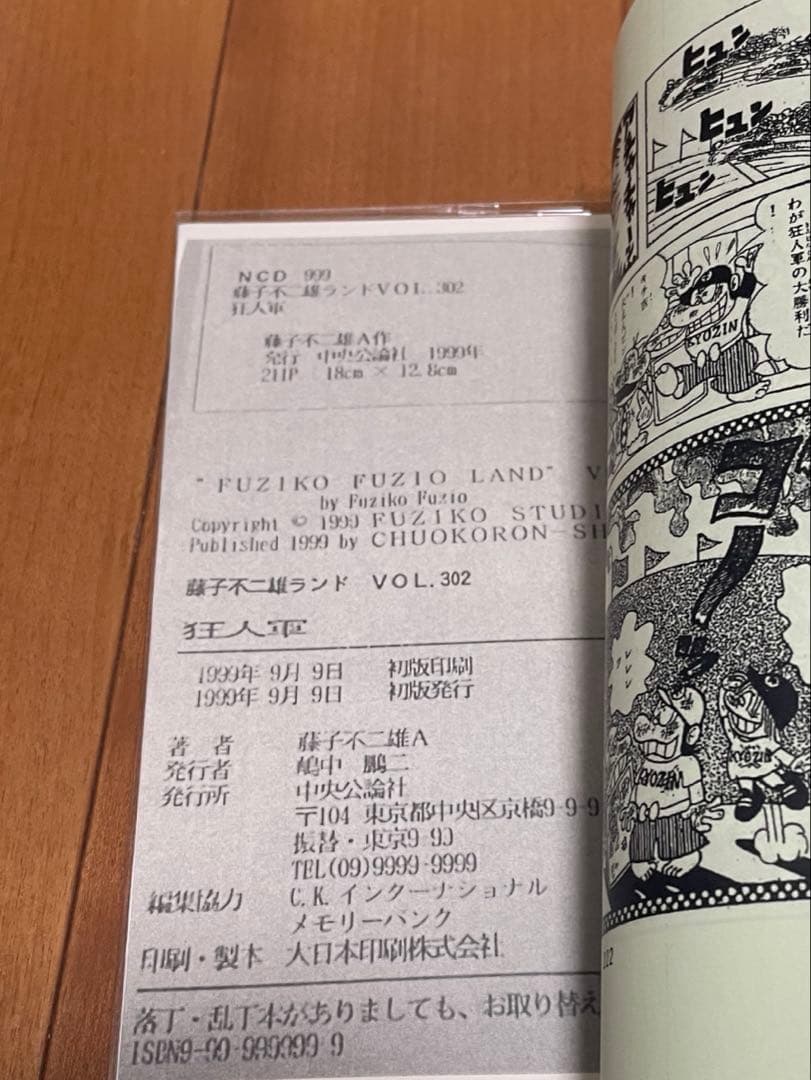 NCD 999
藤子不二雄ランドVOL.302
狂人軍
藤子不二雄A作
発行 中央公論社 1999年
211P 18cm × 12.8cm
"FUZIKO FUZIO LAND" V
by Fuziko Fuzio
Copyright © 1999 FUZIKO STUDI
Published 1999 by CHUOKORON-SH
藤子不二雄ランド VOL.302
狂人軍
1999年 9月 9日 初版印刷
1999年 9月 9日 初版発行
著者 藤子不二雄A
発行者 嶋中 鵬二
発行所 中央公論社
〒104 東京都中央区京橋9-9-9
振替・東京9-90
TEL(09)9999-9999
編集協力 C.K.インターナショナル
メモリーバンク
印刷・製本 大日本印刷株式会社
落丁・乱丁本がありましても、お取り替え
ISBN9-99-999999-9
ヒュン
ヒュン
ヒュン
わが狂人軍の大勝利だ
!
KYOZIN
ゴーッ
KYOZIN
KYOZIN